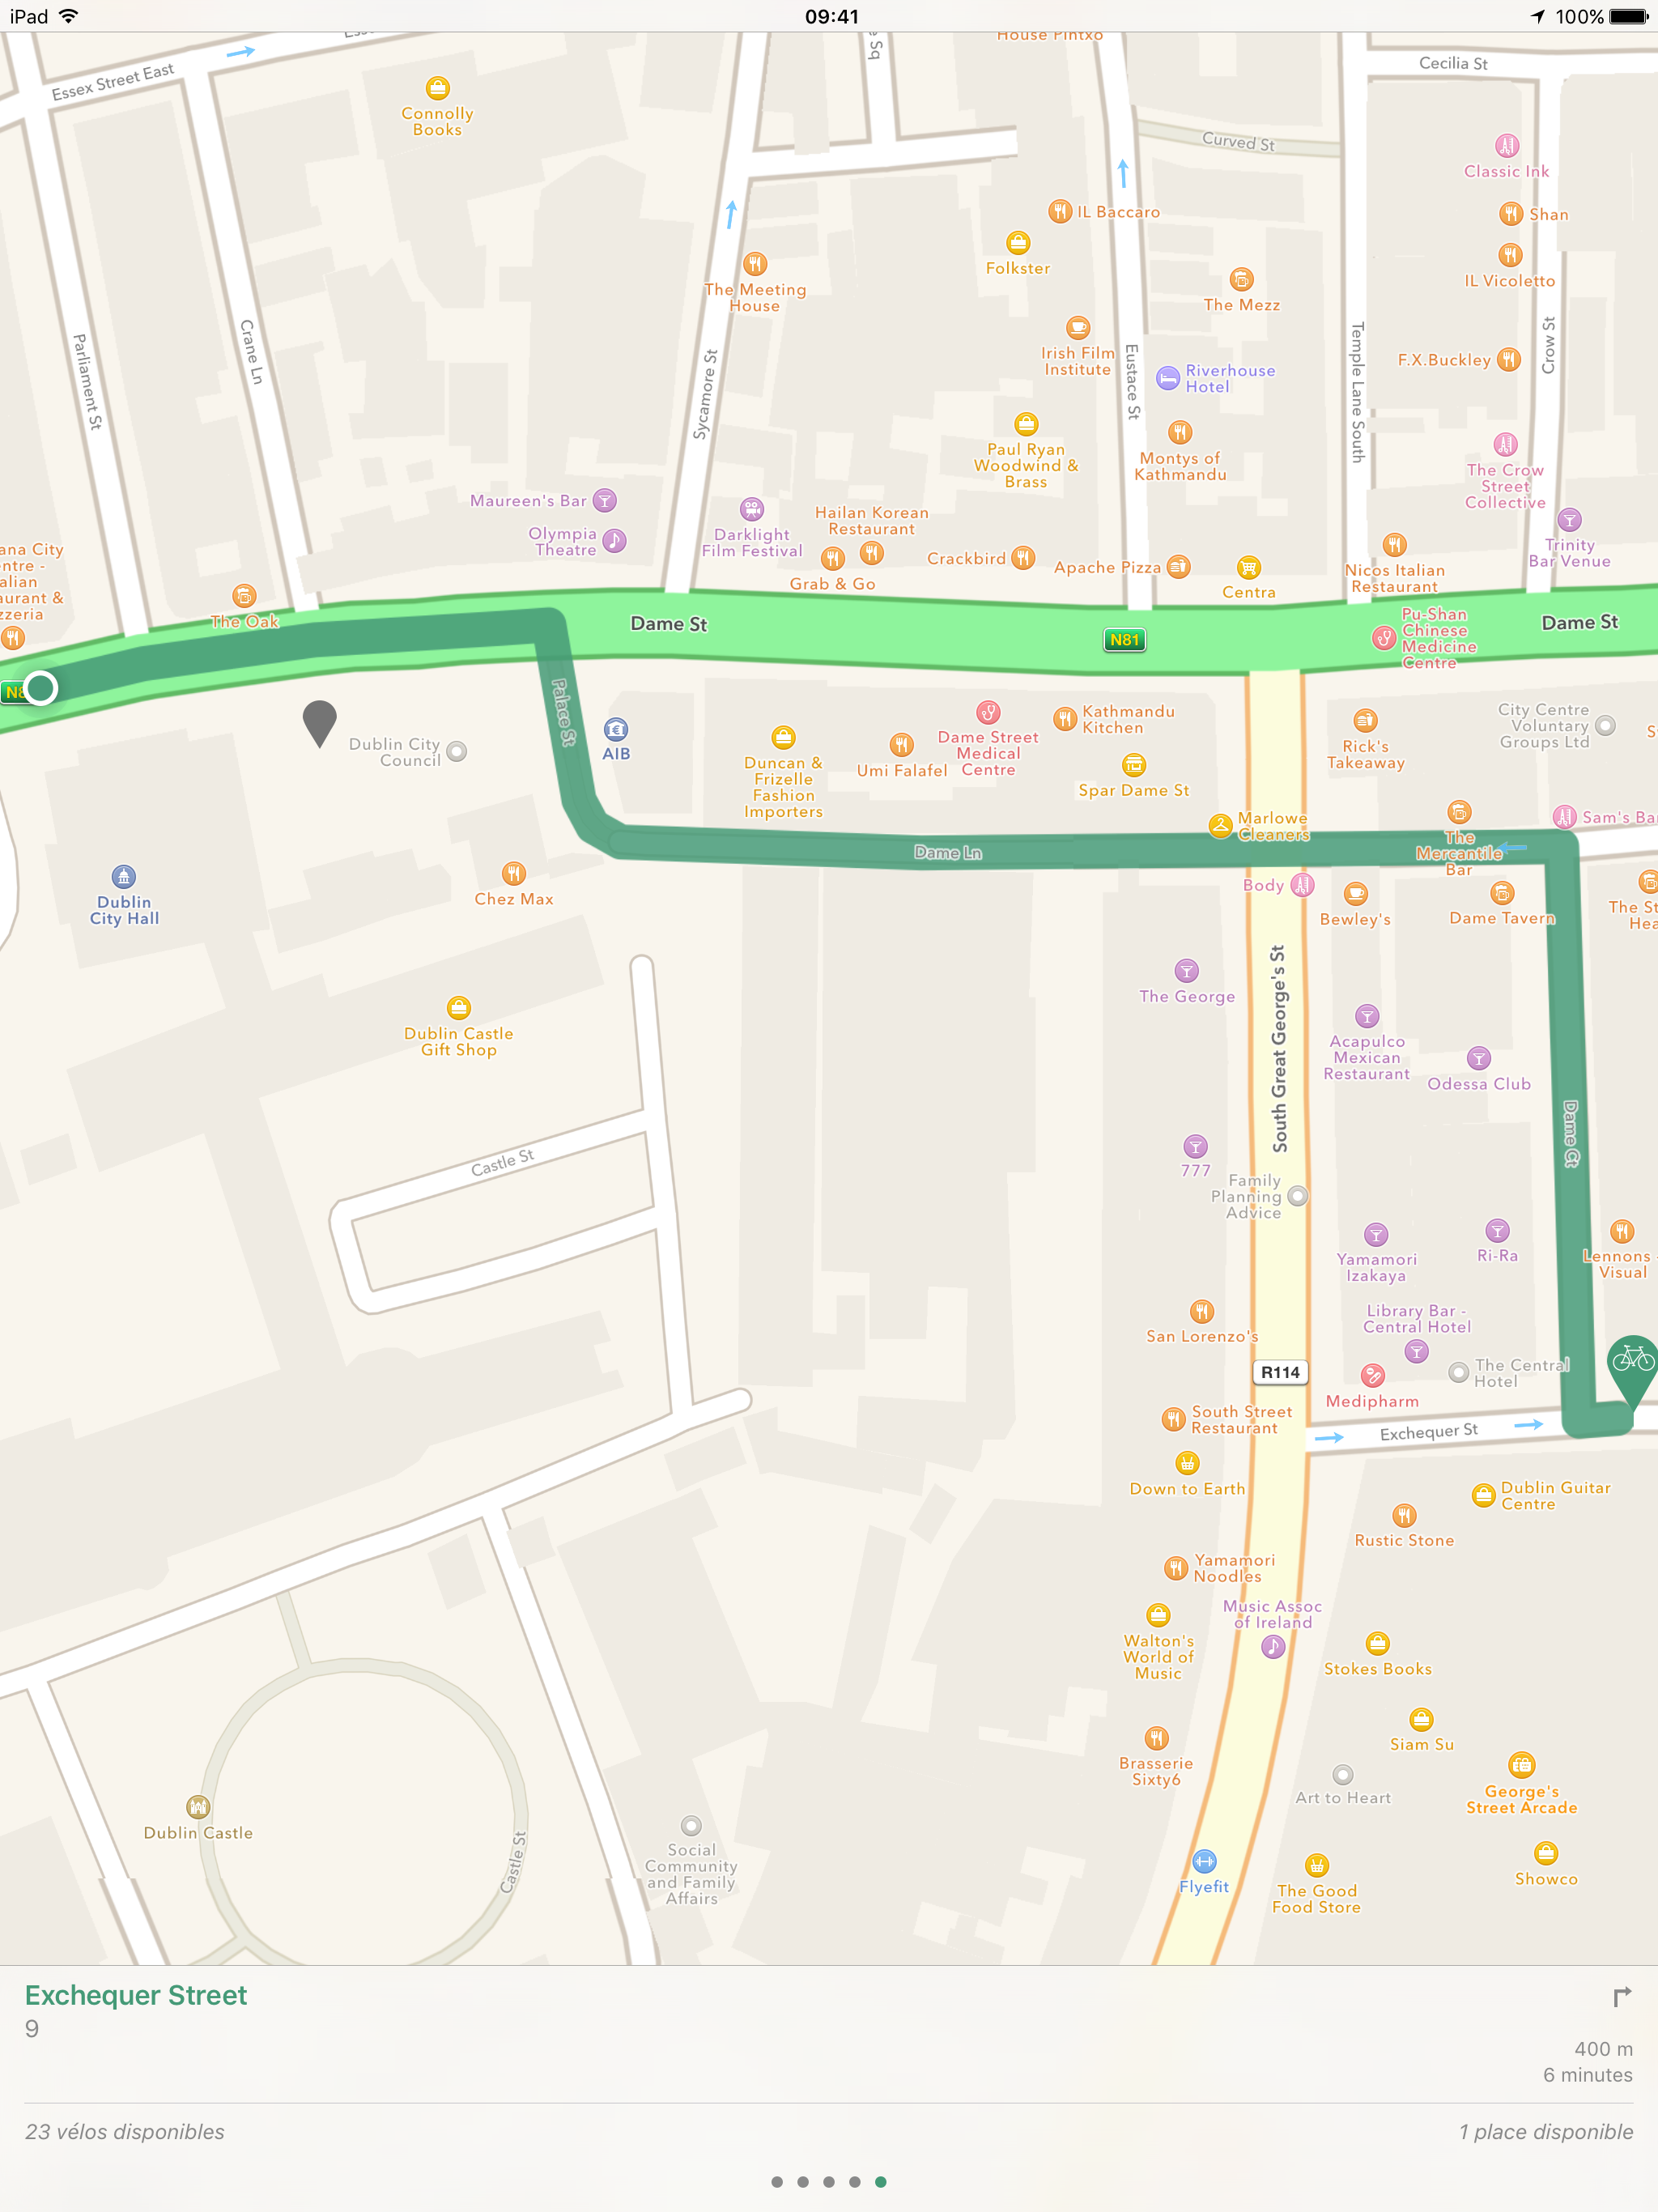 iPad
09:41
100%
House Pintxo
Essex Street East
Connolly
Books
Cecilia St
Curved St
Classic Ink
IL Baccaro
Shan
Folkster
IL Vicoletto
The Meeting
House
The Mezz
Irish Film
Institute
Riverhouse
Hotel
F.X.Buckley
Parliament St
Crane Ln
Sycamore St
Eustace St
Temple Lane South
Crow St
Paul Ryan
Woodwind &
Brass
Montys of
Kathmandu
The Crow
Street
Collective
Maureen's Bar
Olympia
Theatre
Darklight
Film Festival
Hailan Korean
Restaurant
Grab & Go
Crackbird
Apache Pizza
Centra
Nicos Italian
Restaurant
Trinity
Bar Venue
The Oak
Dame St
N81
Pu-Shan
Chinese
Medicine
Centre
Dame St
Palace St
Dublin City
Council
AIB
Duncan &
Frizelle
Fashion
Importers
Umi Falafel
Dame Street
Medical
Centre
Kathmandu
Kitchen
Spar Dame St
Rick's
Takeaway
City Centre
Voluntary
Groups Ltd
Marlowe
Cleaners
The
Mercantile
Bar
Sam's Ba
Dame Ln
Dublin
City Hall
Chez Max
Body
Bewley's
Dame Tavern
The St
Hea
The George
South Great George's St
Dublin Castle
Gift Shop
Acapulco
Mexican
Restaurant
Odessa Club
Dame Ct
Castle St
777
Family
Planning
Advice
Yamamori
Izakaya
Ri-Ra
Lennons
Visual
San Lorenzo's
Library Bar -
Central Hotel
R114
The Central
Hotel
Medipharm
South Street
Restaurant
Exchequer St
Down to Earth
Dublin Guitar
Centre
Rustic Stone
Yamamori
Noodles
Music Assoc
of Ireland
Walton's
World of
Music
Stokes Books
Siam Su
Brasserie
Sixty6
Art to Heart
George's
Street Arcade
Dublin Castle
Castle St
Social
Community
and Family
Affairs
Flyefit
The Good
Food Store
Showco
Exchequer Street
9
400 m
6 minutes
23 vélos disponibles
1 place disponible